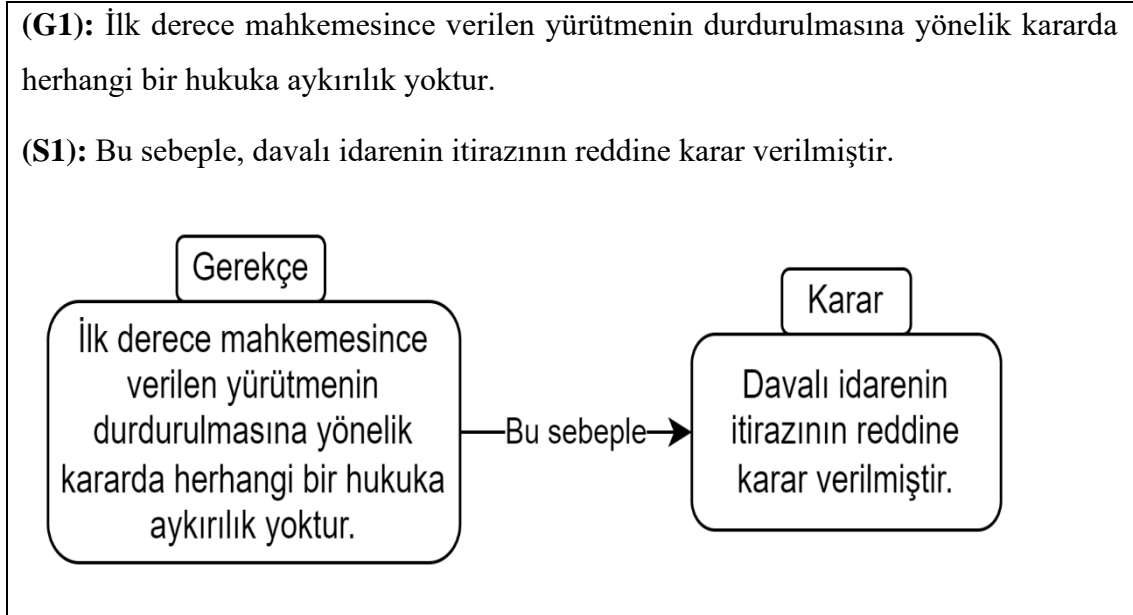 (G1): İlk derece mahkemesince verilen yürütmenin durdurulmasına yönelik kararda
herhangi bir hukuka aykırılık yoktur.
(S1): Bu sebeple, davalı idarenin itirazının reddine karar verilmiştir.
Gerekçe
İlk derece mahkemesince
verilen yürütmenin
durdurulmasına yönelik
kararda herhangi bir hukuka
aykırılık yoktur.
Bu sebeple
Karar
Davalı idarenin
itirazının reddine
karar verilmiştir.